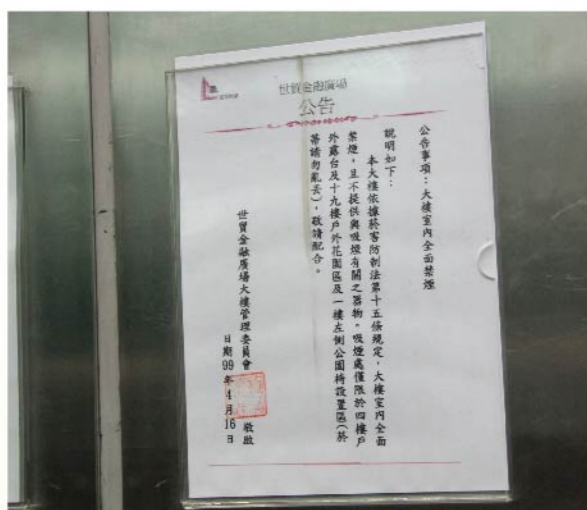 世貿金融廣場
公告
公告事項：大樓室內全面禁煙
說明如下：
本大樓依據菸害防制法第十五條規定，大樓室內全面
禁煙，且不提供與吸煙有關之器物。吸煙處僅限於四樓戶
外露台及十九樓戶外花園區及一樓左側公園椅設置區(菸
蒂請勿亂丟)，敬請配合。
世貿金融廣場大樓管理委員會 敬啟
日期99年4月16日